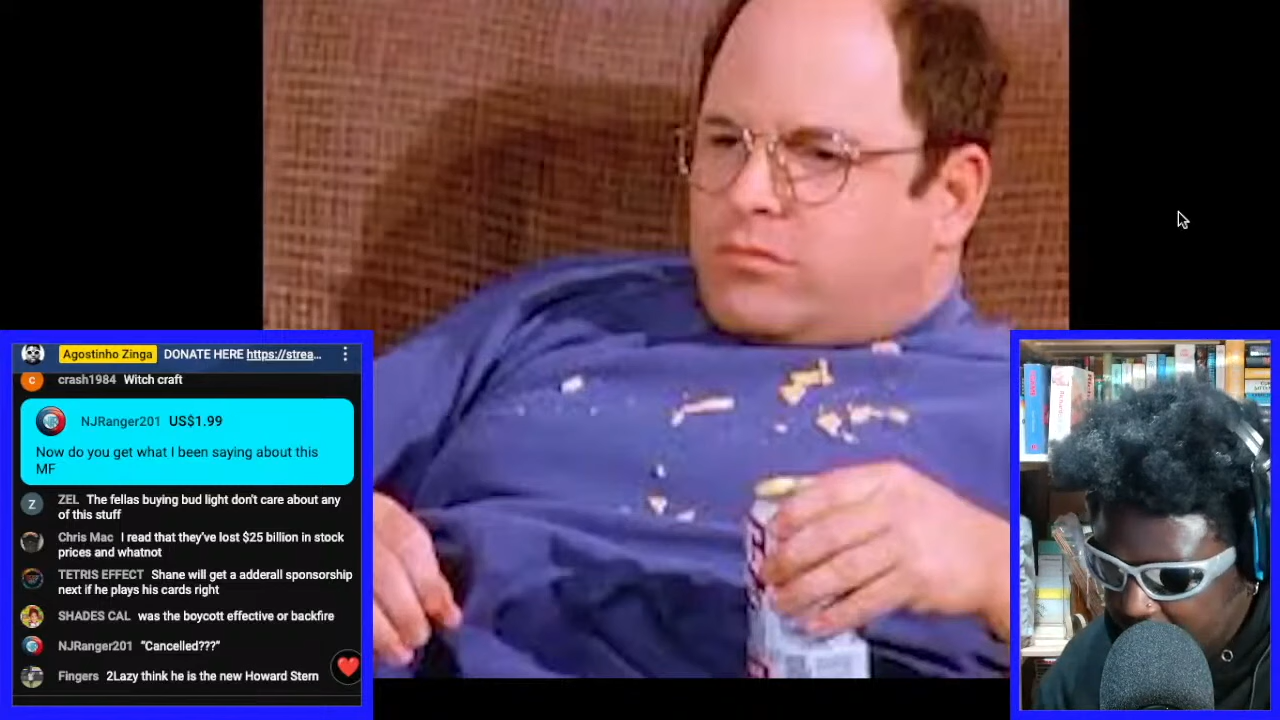 Agostinho Zinga DONATE HERE https://strea...
crash1984 Witch craft
NJRanger201 US$1.99
Now do you get what I been saying about this
MF
ZEL The fellas buying bud light don't care about any
of this stuff
Chris Mac I read that they've lost $25 billion in stock
prices and whatnot
TETRIS EFFECT Shane will get a adderall sponsorship
next if he plays his cards right
SHADES CAL was the boycott effective or backfire
NJRanger201 "Cancelled???"
Fingers 2Lazy think he is the new Howard Stern